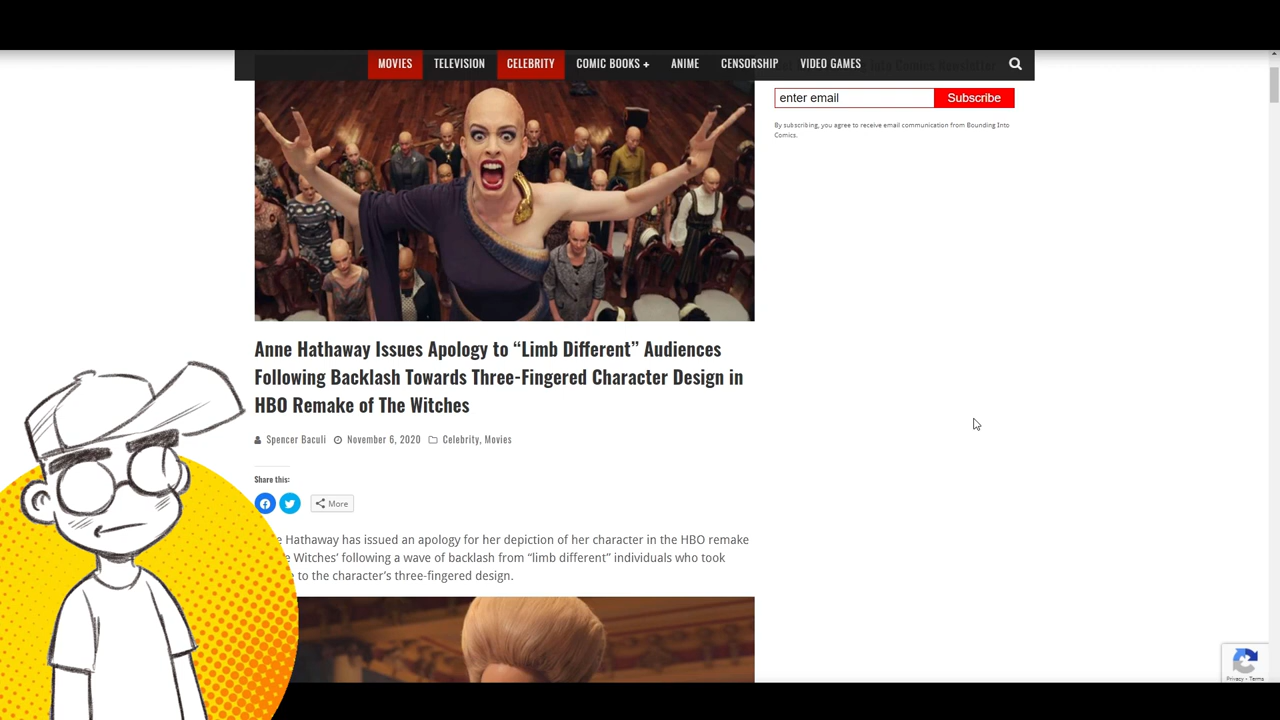 MOVIES TELEVISION CELEBRITY COMIC BOOKS + ANIME CENSORSHIP VIDEO GAMES
enter email Subscribe
By subscribing, you agree to receive email communication from Bounding Into
Comics.
Anne Hathaway Issues Apology to “Limb Different” Audiences
Following Backlash Towards Three-Fingered Character Design in
HBO Remake of The Witches
Spencer Baculi November 6, 2020 Celebrity, Movies
Share this:
More
Hathaway has issued an apology for her depiction of her character in the HBO remake
Witches’ following a wave of backlash from “limb different” individuals who took
to the character’s three-fingered design.
Privacy - Terms